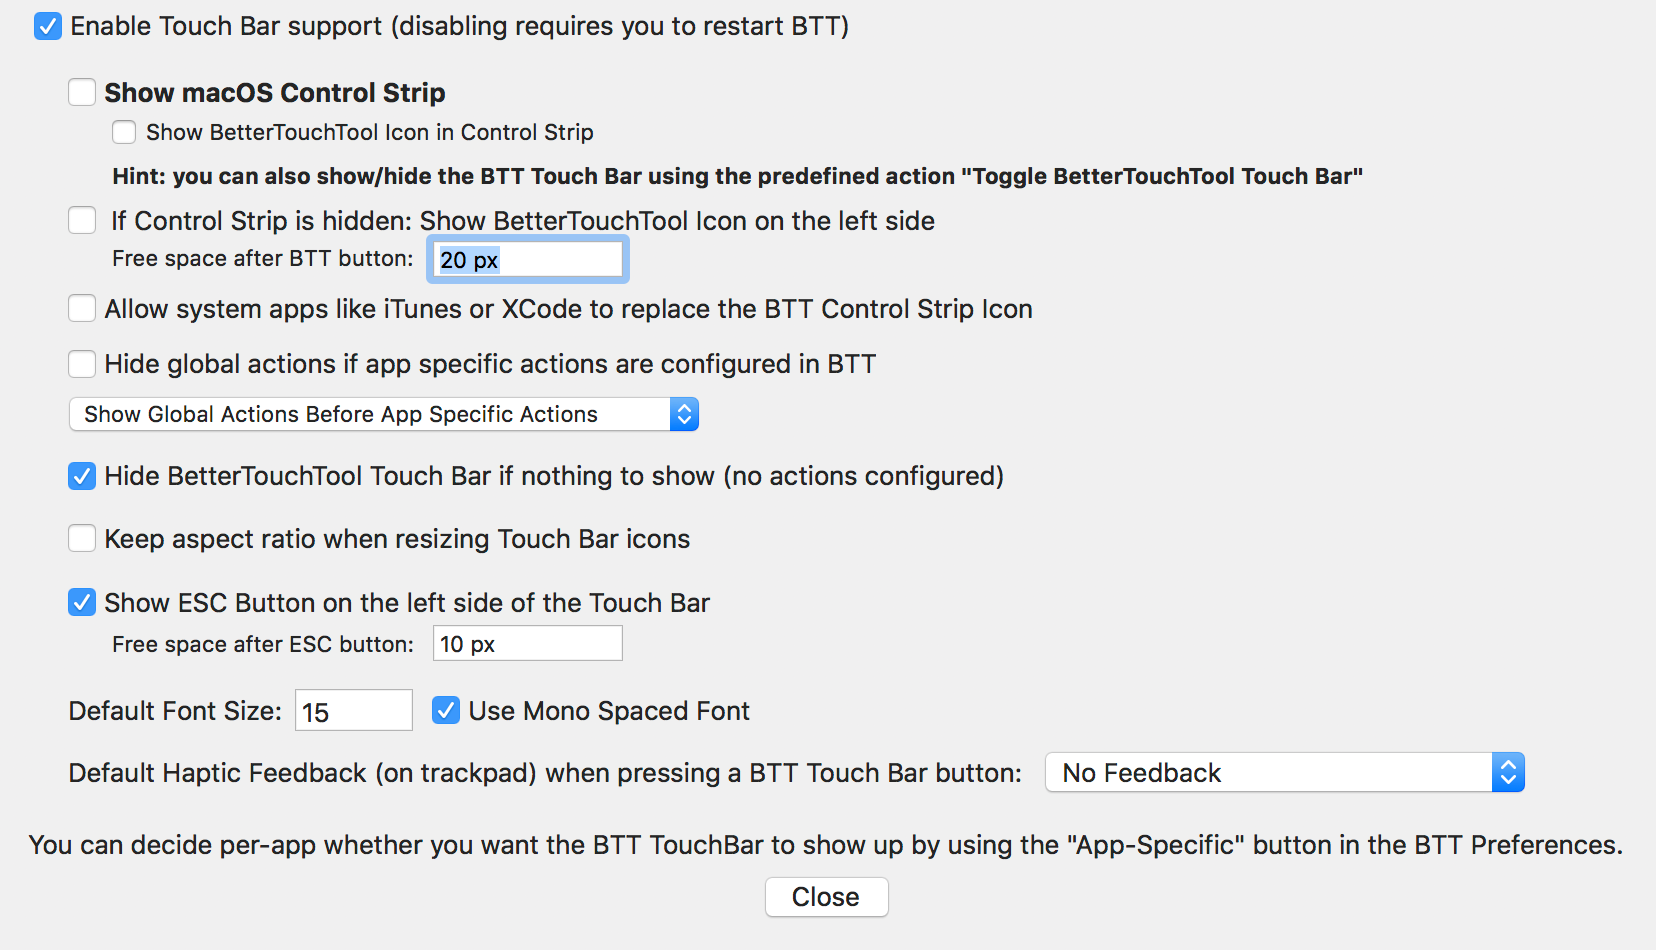 Enable Touch Bar support (disabling requires you to restart BTT)
Show macOS Control Strip
Show BetterTouchTool Icon in Control Strip
Hint: you can also show/hide the BTT Touch Bar using the predefined action "Toggle BetterTouchTool Touch Bar"
If Control Strip is hidden: Show BetterTouchTool Icon on the left side
Free space after BTT button: 20 px
Allow system apps like iTunes or XCode to replace the BTT Control Strip Icon
Hide global actions if app specific actions are configured in BTT
Show Global Actions Before App Specific Actions
Hide BetterTouchTool Touch Bar if nothing to show (no actions configured)
Keep aspect ratio when resizing Touch Bar icons
Show ESC Button on the left side of the Touch Bar
Free space after ESC button: 10 px
Default Font Size: 15 Use Mono Spaced Font
Default Haptic Feedback (on trackpad) when pressing a BTT Touch Bar button: No Feedback
You can decide per-app whether you want the BTT TouchBar to show up by using the "App-Specific" button in the BTT Preferences.
Close